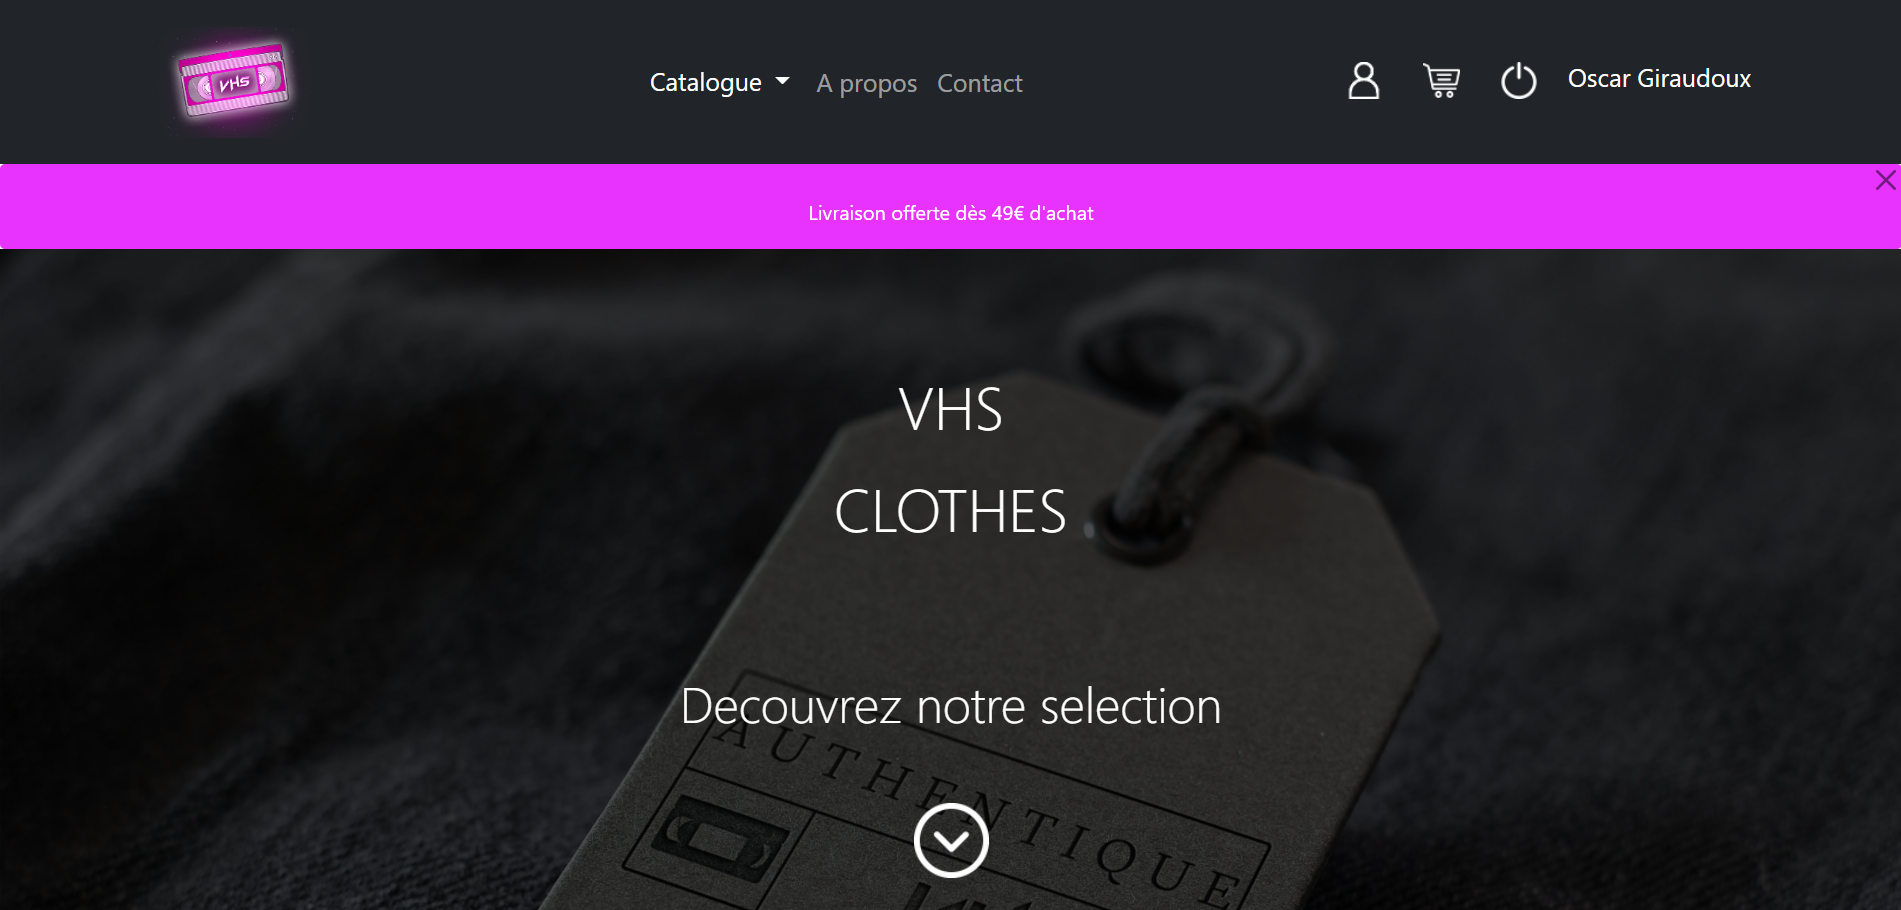 VHS
Catalogue
A propos
Contact
Oscar Giraudoux
Livraison offerte dès 49€ d'achat
VHS
CLOTHES
Decouvrez notre selection
AUTHENTIQUE